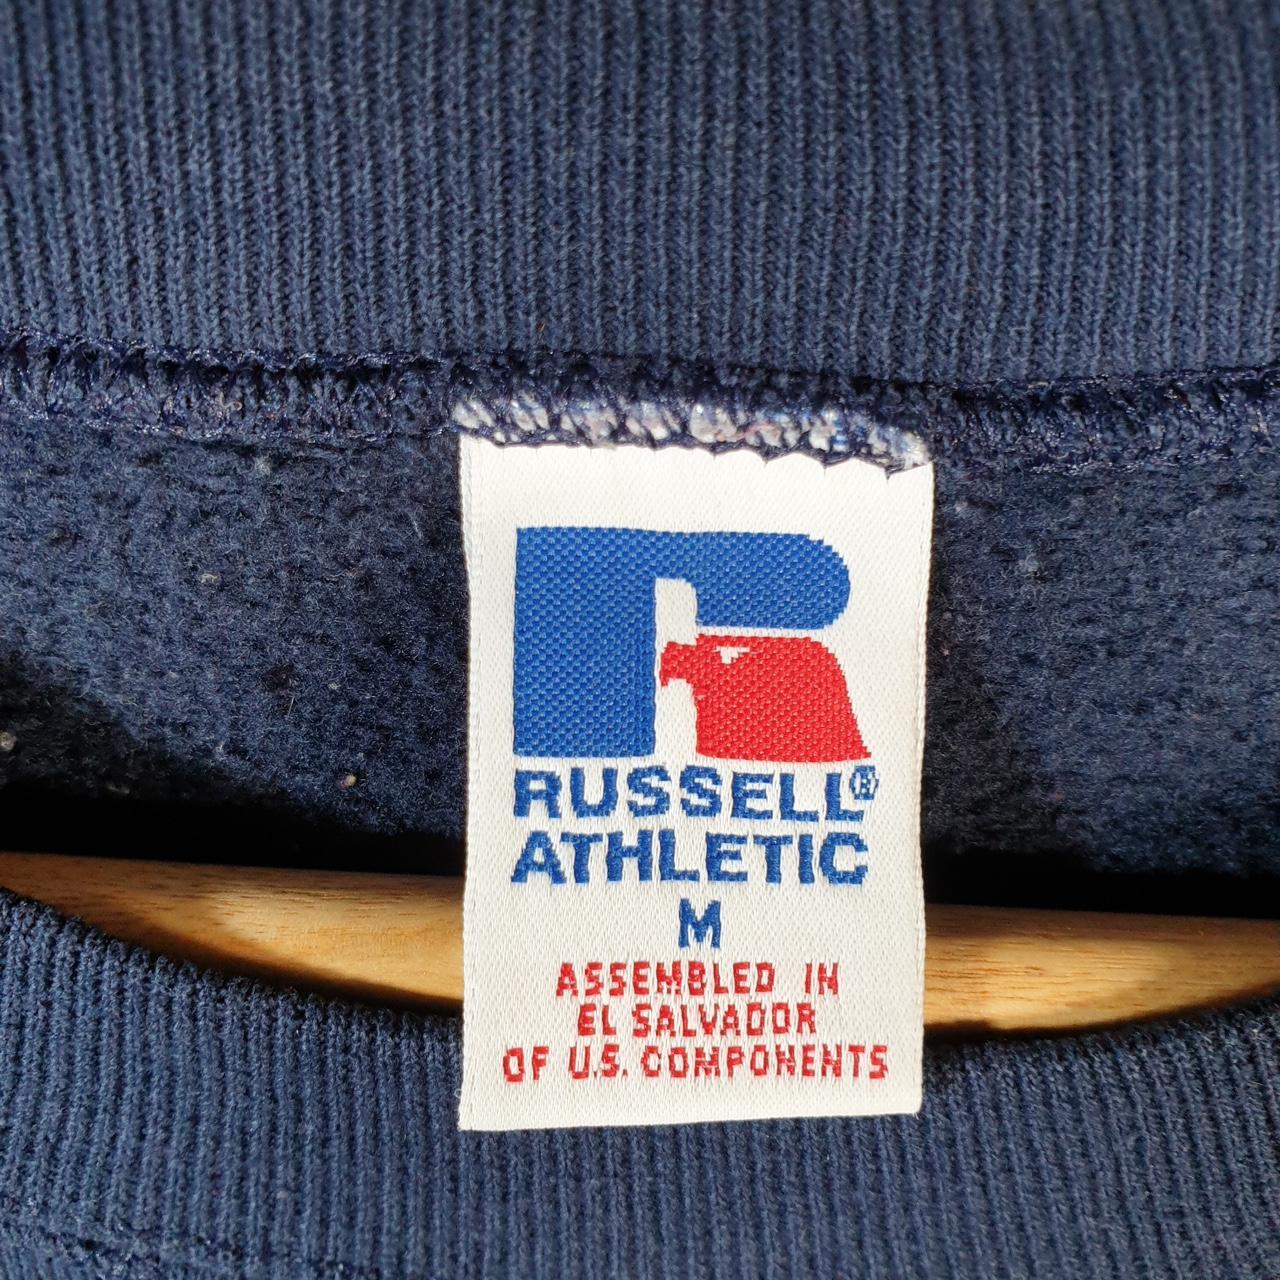 RUSSELL®
ATHLETIC
M
ASSEMBLED IN
EL SALVADOR
OF U.S. COMPONENTS